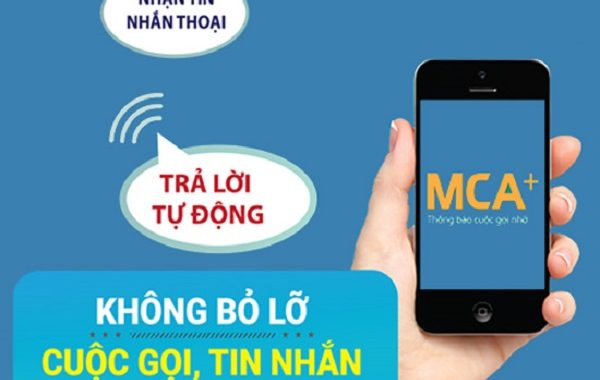 NHẬN TIN
NHẮN THOẠI
TRẢ LỜI
TỰ ĐỘNG
MCA+
Thông báo cuộc gọi nhỡ
KHÔNG BỎ LỠ
CUỘC GỌI, TIN NHẮN